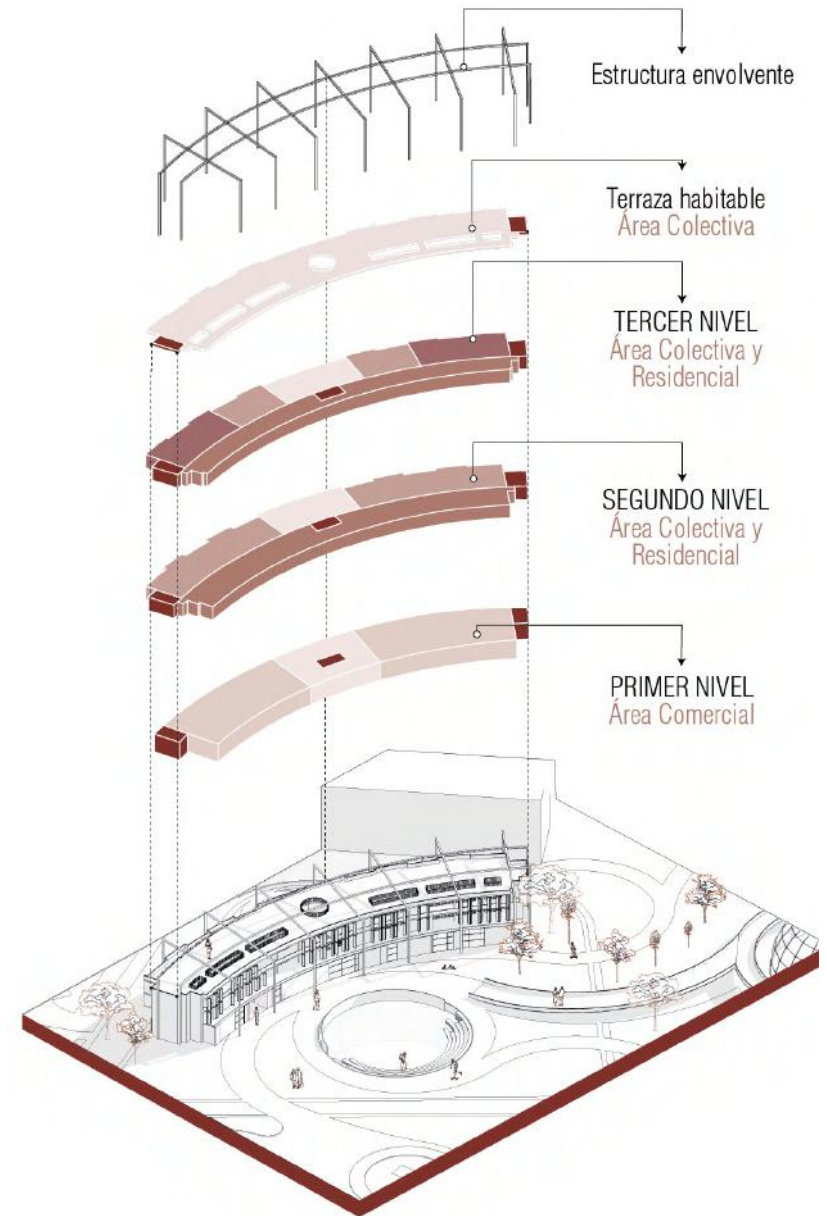 Estructura envolvente
Terraza habitable
Área Colectiva
TERCER NIVEL
Área Colectiva y
Residencial
SEGUNDO NIVEL
Área Colectiva y
Residencial
PRIMER NIVEL
Área Comercial